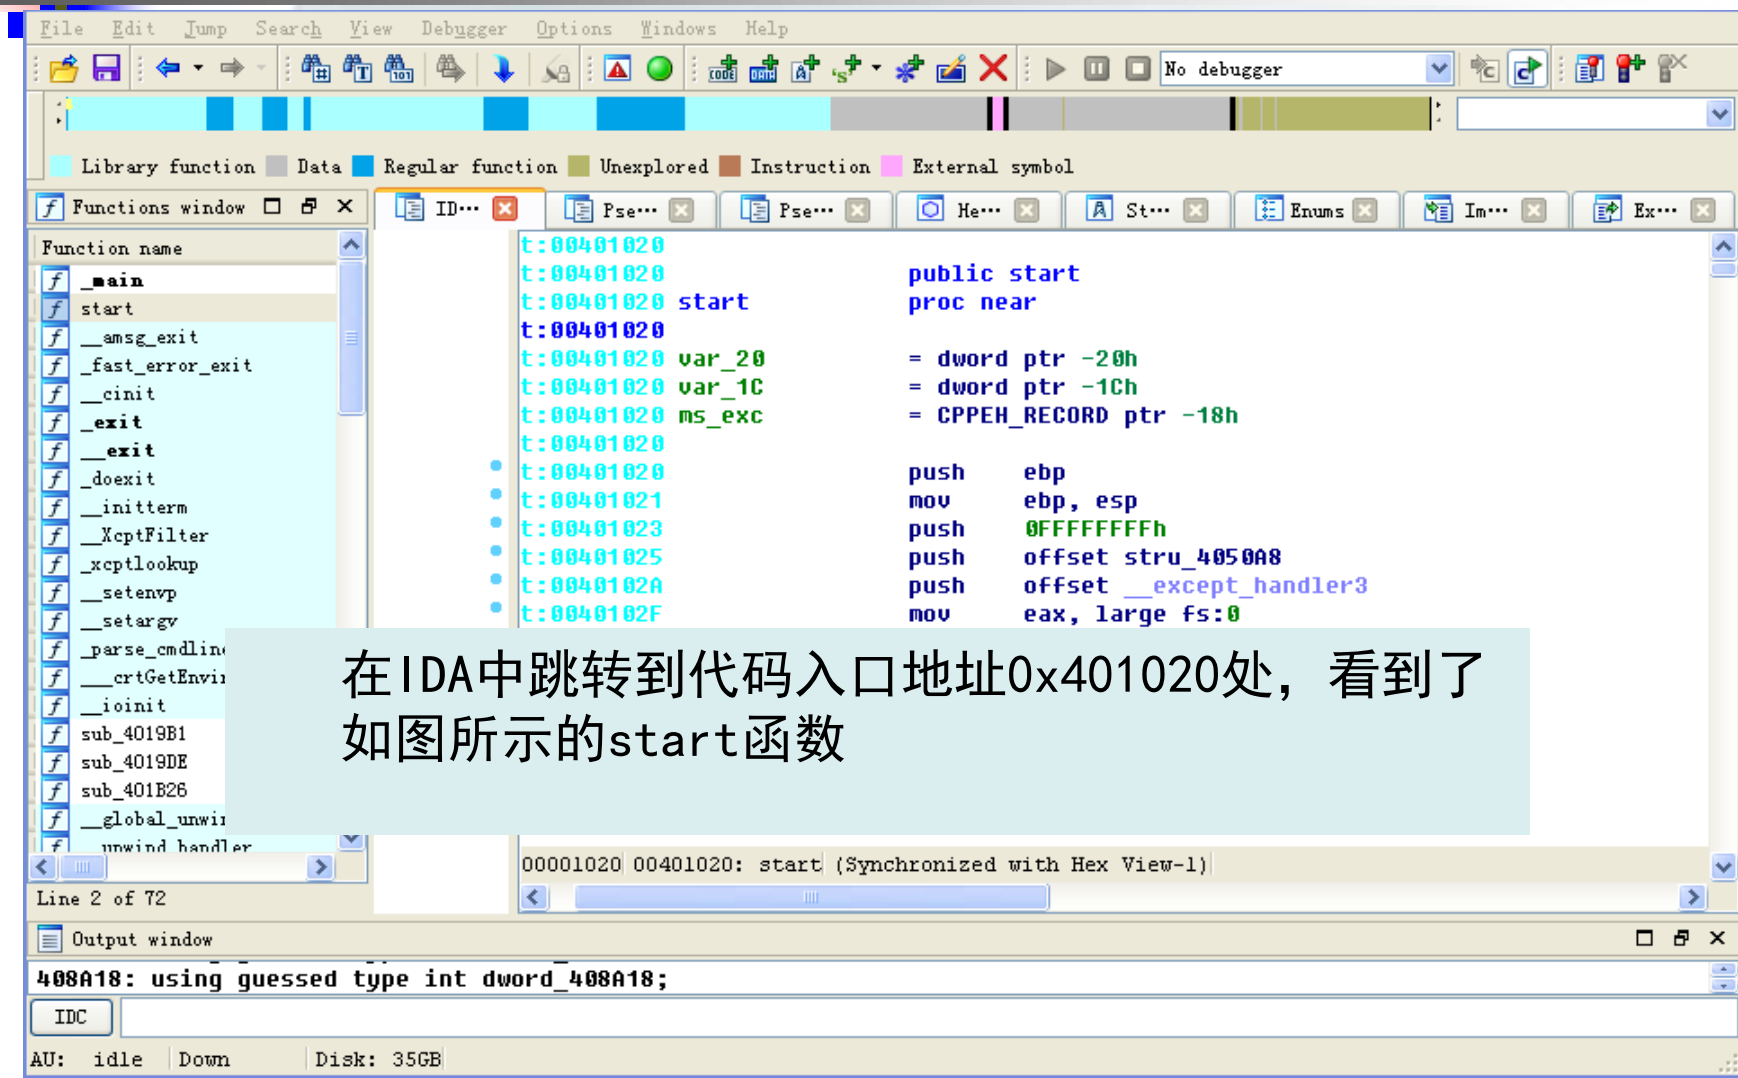 File Edit Jump Search View Debugger Options Windows Help
No debugger
Library function Data Regular function Unexplored Instruction External symbol
Functions window
ID··· Pse··· Pse··· He··· St··· Enums Im··· Ex···
Function name
_main
start
__amsg_exit
_fast_error_exit
__cinit
_exit
__exit
_doexit
__initterm
__XcptFilter
_xcptlookup
__setenvp
__setargv
_parse_cmdline
___crtGetEnvi
__ioinit
sub_4019B1
sub_4019DE
sub_401B26
__global_unwi
unwind handler
Line 2 of 72
t:00401020
t:00401020 public start
t:00401020 start proc near
t:00401020
t:00401020 var_20 = dword ptr -20h
t:00401020 var_1C = dword ptr -1Ch
t:00401020 ms_exc = CPPEH_RECORD ptr -18h
t:00401020
t:00401020 push ebp
t:00401021 mov ebp, esp
t:00401023 push 0FFFFFFFFh
t:00401025 push offset stru_4050A8
t:0040102A push offset __except_handler3
t:0040102F mov eax, large fs:0
在IDA中跳转到代码入口地址0x401020处，看到了
如图所示的start函数
00001020 00401020: start (Synchronized with Hex View-1)
Output window
408A18: using guessed type int dword_408A18;
IDC
AU: idle Down Disk: 35GB